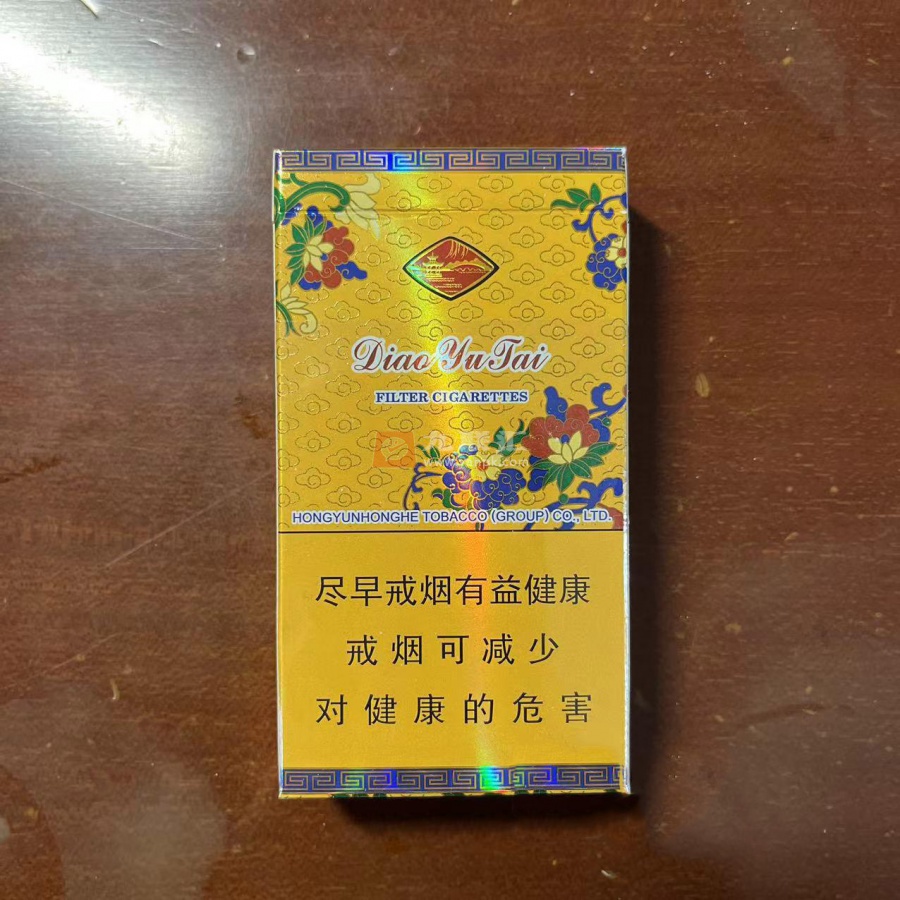 Diao Yu Tai
FILTER CIGARETTES
HONGYUNHONGHE TOBACCO (GROUP) CO., LTD.
尽早戒烟有益健康
戒烟可减少
对健康的危害